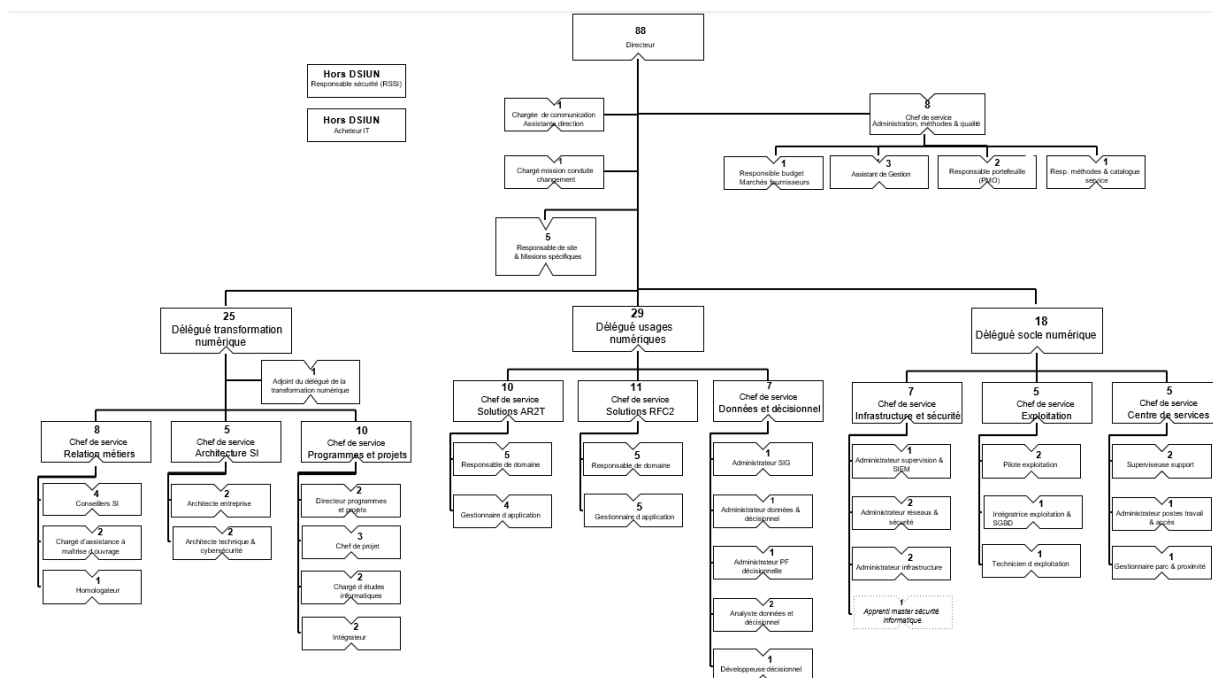 88
Directeur
Hors DSIUN
Responsable sécurité (RSSI)
Hors DSIUN
Acheteur IT
1
Chargée de communication
Assistante direction
8
Chef de service
Administration, méthodes & qualité
1
Chargé mission conduite
changement
1
Responsible budget
Marchés fournisseurs
3
Assistant de Gestion
2
Responsable portefeuille
(PMO)
1
Resp. méthodes & catalogue
service
5
Responsable de site
& Missions spécifiques
25
Délégué transformation
numérique
29
Délégué usages
numériques
18
Délégué socle numérique
1
Adjoint du délégué de la
transformation numérique
8
Chef de service
Relation métiers
5
Chef de service
Architecture SI
10
Chef de service
Programmes et projets
10
Chef de service
Solutions AR2T
11
Chef de service
Solutions RFC2
7
Chef de service
Données et décisionnel
7
Chef de service
Infrastructure et sécurité
5
Chef de service
Exploitation
5
Chef de service
Centre de services
4
Conseillers SI
2
Chargé d'assistance à
maîtrise d ouvrage
1
Homologateur
2
Architecte entreprise
2
Architecte technique &
cybersécurité
2
Directeur programmes
et projets
3
Chef de projet
2
Chargé d études
informatiques
2
Intégrateur
5
Responsable de domaine
4
Gestionnaire d application
5
Responsable de domaine
5
Gestionnaire d application
1
Administrateur SIG
1
Administrateur données &
décisionnel
1
Administrateur PF
décisionnelle
2
Analyste données et
décisionnel
1
Développeuse décisionnel
1
Administrateur supervision &
SIEM
2
Administrateur réseaux &
sécurité
2
Administrateur infrastructure
1
Apprenti master sécurité
informatique
2
Pilote exploitation
1
Intégratrice exploitation &
SGBD
1
Technicien d exploitation
2
Superviseuse support
1
Administrateur postes travail
& accès
1
Gestionnaire parc & proximité